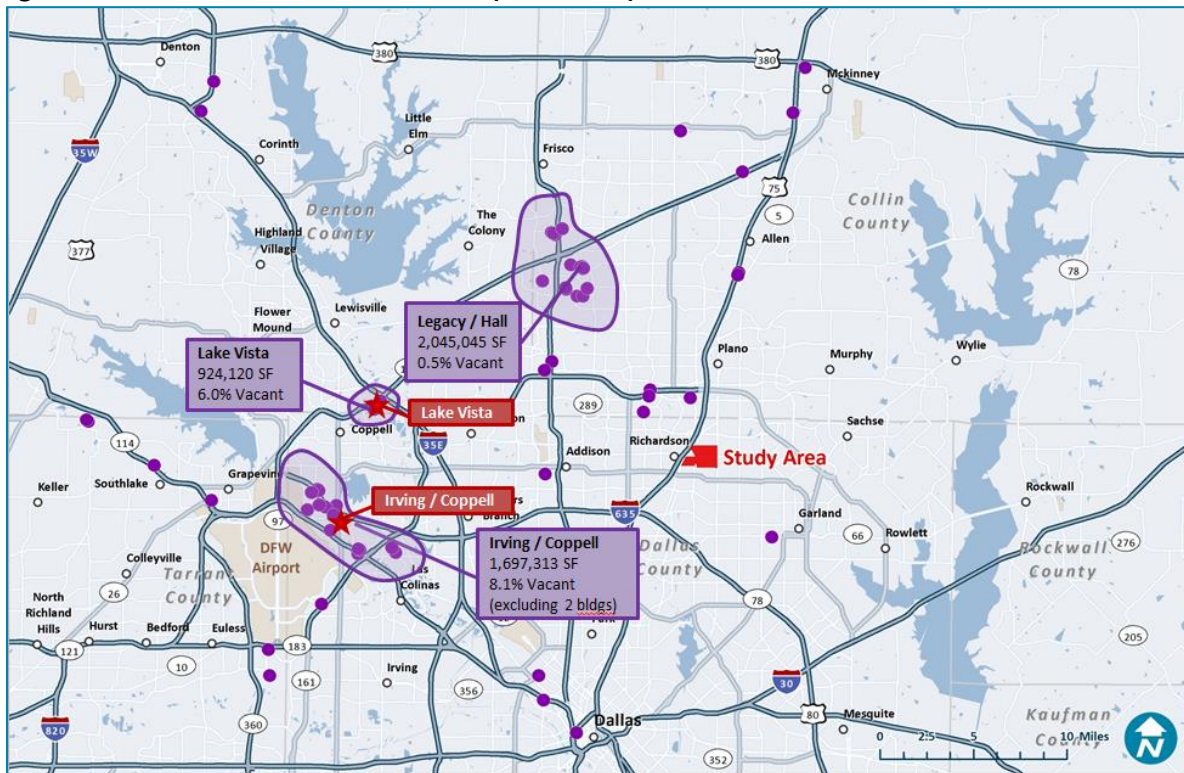 Denton
380
380
Mckinney
Little
Elm
Corinth
Frisco
35W
75
Collin
County
Denton
County
The
Colony
5
Allen
Highland
Village
377
78
Flower
Mound
Lewisville
Legacy / Hall
2,045,045 SF
0.5% Vacant
Lake Vista
924,120 SF
6.0% Vacant
Plano
Murphy
Wylie
Lake Vista
289
Sachse
114
Coppell
35E
Addison
Richardson
Study Area
Grapevine
Keller
Southlake
Irving / Coppell
Rockwall
97
Branch
635
Garland
66
Rowlett
DFW
Airport
Irving / Coppell
1,697,313 SF
8.1% Vacant
(excluding 2 bldgs)
Dallas
County
Rockwall
County
276
Colleyville
Tarrant
County
26
Colinas
78
North
Richland
Hills
Hurst
Bedford
Euless
183
121
205
10
161
Irving
356
30
820
360
Dallas
80
Mesquite
Kaufman
County
0
2.5
5
10 Miles
N